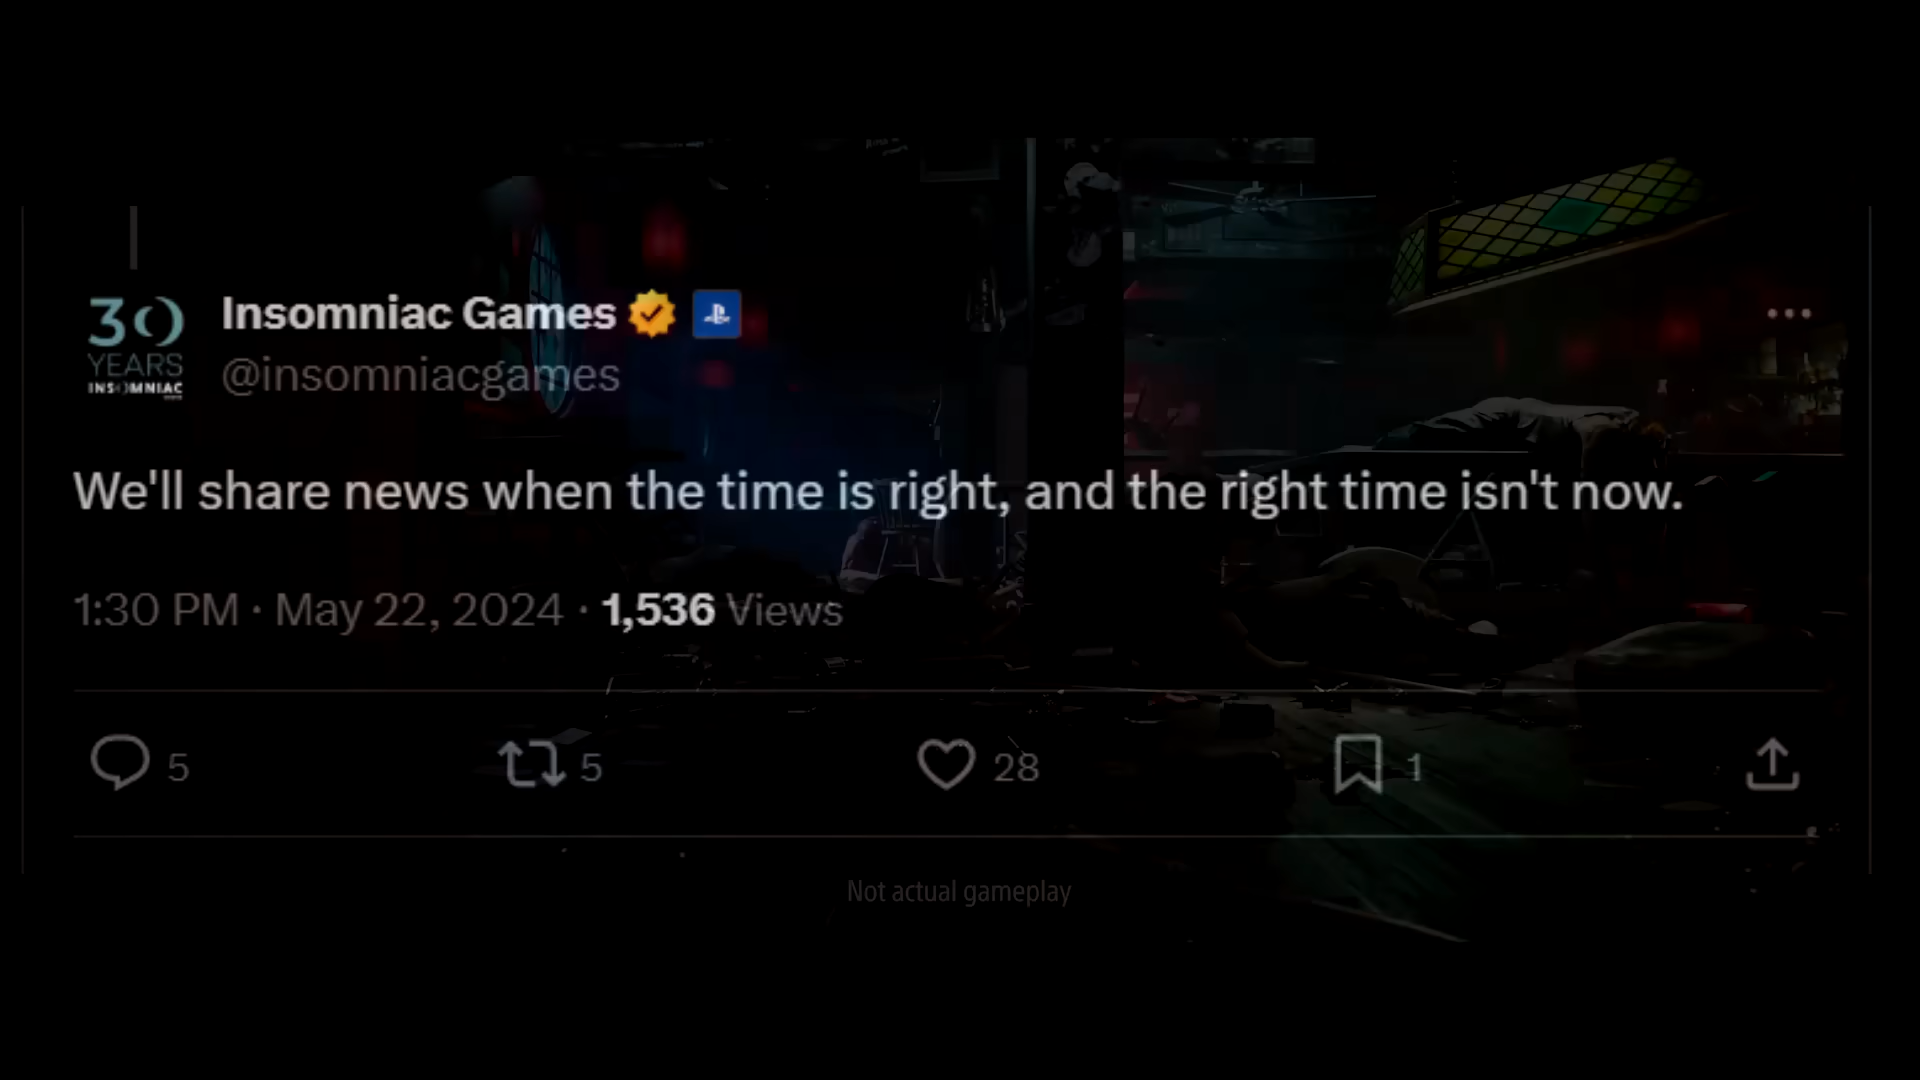 30
YEARS
INSOMNIAC
Insomniac Games
@insomniacgames
We'll share news when the time is right, and the right time isn't now.
1:30 PM · May 22, 2024 · 1,536 Views
5 5 28 1
Not actual gameplay